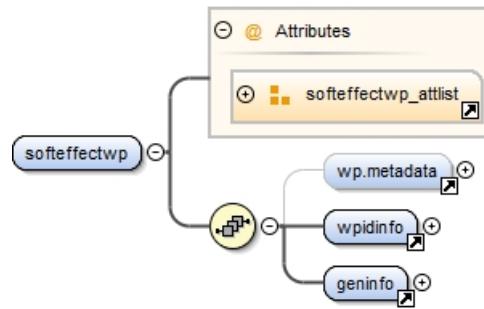 @ Attributes
softeffectwp_attlist
softeffectwp
wp.metadata
wpidinfo
geninfo